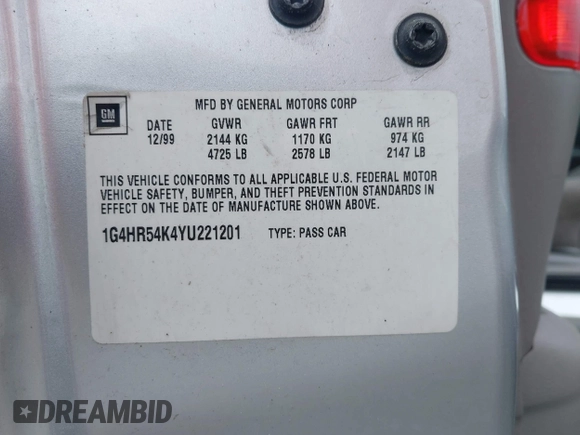 MFD BY GENERAL MOTORS CORP
GM
DATE GVWR GAWR FRT GAWR RR
12/99 2144 KG 1170 KG 974 KG
4725 LB 2578 LB 2147 LB
THIS VEHICLE CONFORMS TO ALL APPLICABLE U.S. FEDERAL MOTOR
VEHICLE SAFETY, BUMPER, AND THEFT PREVENTION STANDARDS IN
EFFECT ON THE DATE OF MANUFACTURE SHOWN ABOVE.
1G4HR54K4YU221201 TYPE: PASS CAR
DREAMBID